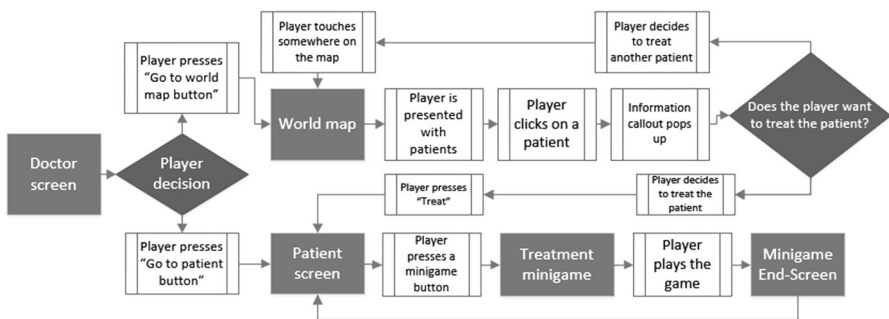 Doctor
screen
Player
decision
Player presses
“Go to world
map button”
Player presses
“Go to patient
button”
Player touches
somewhere on
the map
World map
Player is
presented
with
patients
Player
clicks on a
patient
Information
callout pops
up
Does the player want
to treat the patient?
Player decides
to treat
another patient
Player decides
to treat the
patient
Player presses
“Treat”
Patient
screen
Player
presses a
minigame
button
Treatment
minigame
Player
plays the
game
Minigame
End-Screen